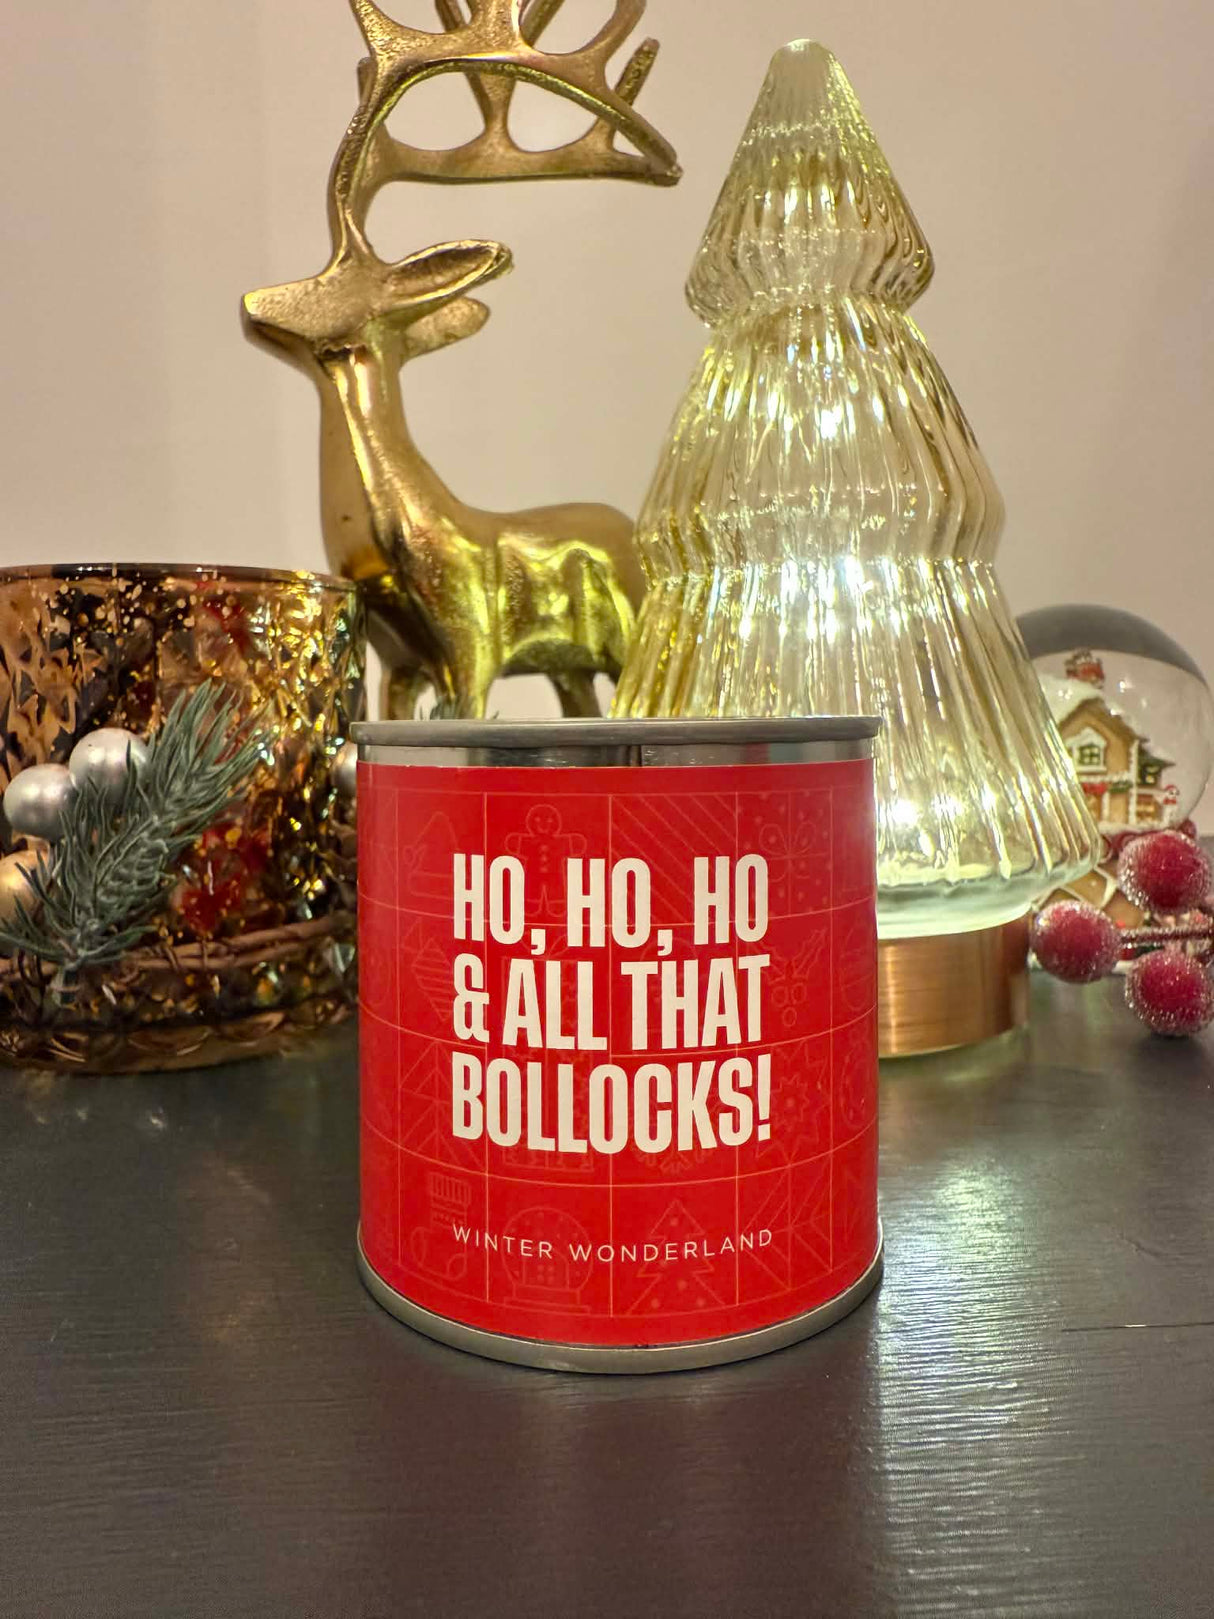 HO, HO, HO
& ALL THAT
BOLLOCKS!
WINTER WONDERLAND